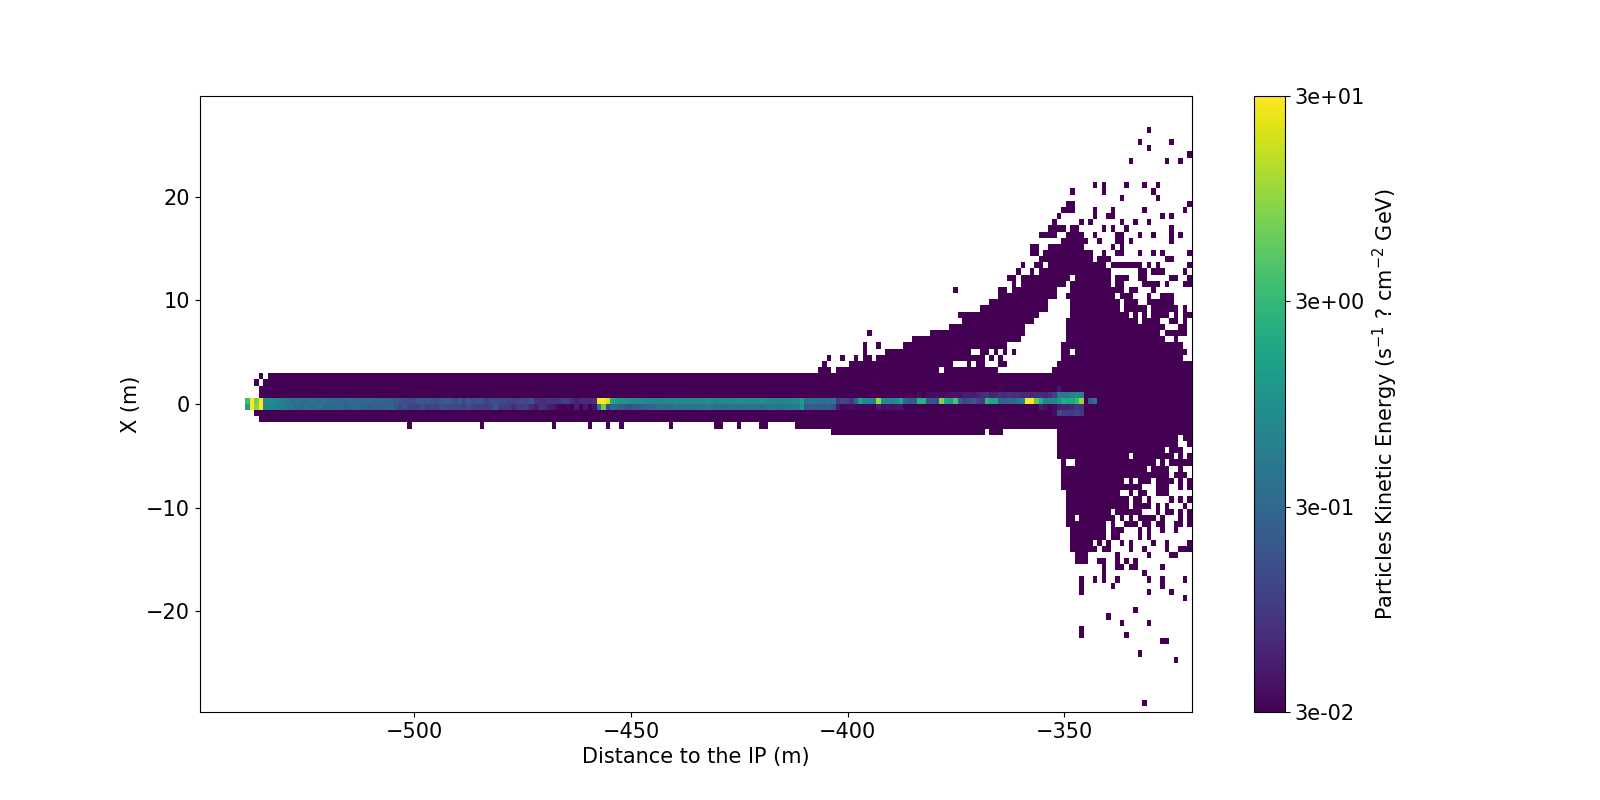 20
10
0
−10
−20
X (m)
−500
−450
−400
−350
Distance to the IP (m)
3e+01
3e+00
3e-01
3e-02
Particles Kinetic Energy (s⁻¹ ? cm⁻² GeV)